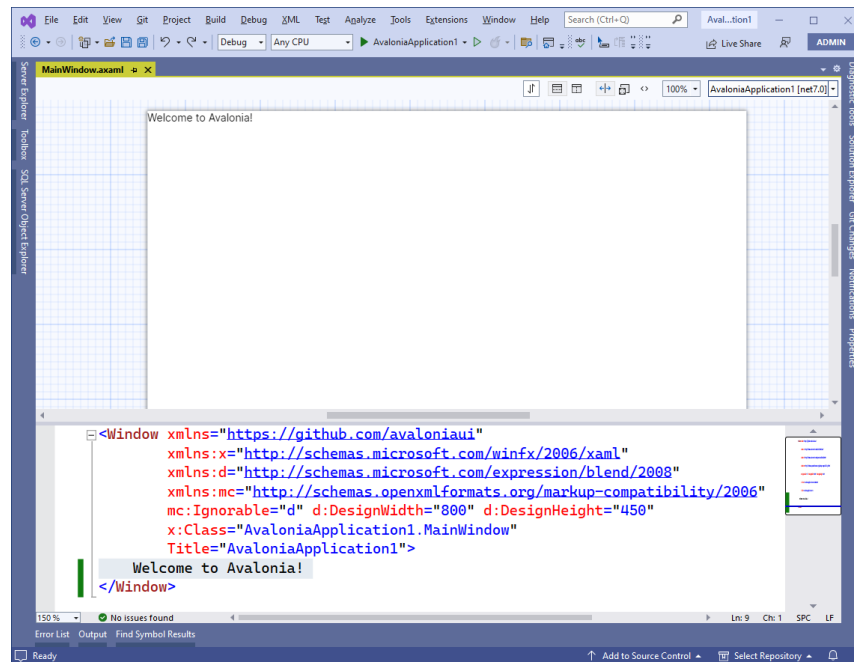 File Edit View Git Project Build Debug XML Test Analyze Tools Extensions Window Help Search (Ctrl+Q) Aval...tion1
Debug Any CPU AvaloniaApplication1 Live Share ADMIN
MainWindow.axaml
100% AvaloniaApplication1 [net7.0]
Server Explorer
Toolbox
SQL Server Object Explorer
Diagnostic Tools
Solution Explorer
Git Changes
Notifications
Properties
Welcome to Avalonia!
<Window xmlns="https://github.com/avaloniaui"
xmlns:x="http://schemas.microsoft.com/winfx/2006/xaml"
xmlns:d="http://schemas.microsoft.com/expression/blend/2008"
xmlns:mc="http://schemas.openxmlformats.org/markup-compatibility/2006"
mc:Ignorable="d" d:DesignWidth="800" d:DesignHeight="450"
x:Class="AvaloniaApplication1.MainWindow"
Title="AvaloniaApplication1">
Welcome to Avalonia!
</Window>
150 % No issues found Ln: 9 Ch: 1 SPC LF
Error List Output Find Symbol Results
Ready Add to Source Control Select Repository